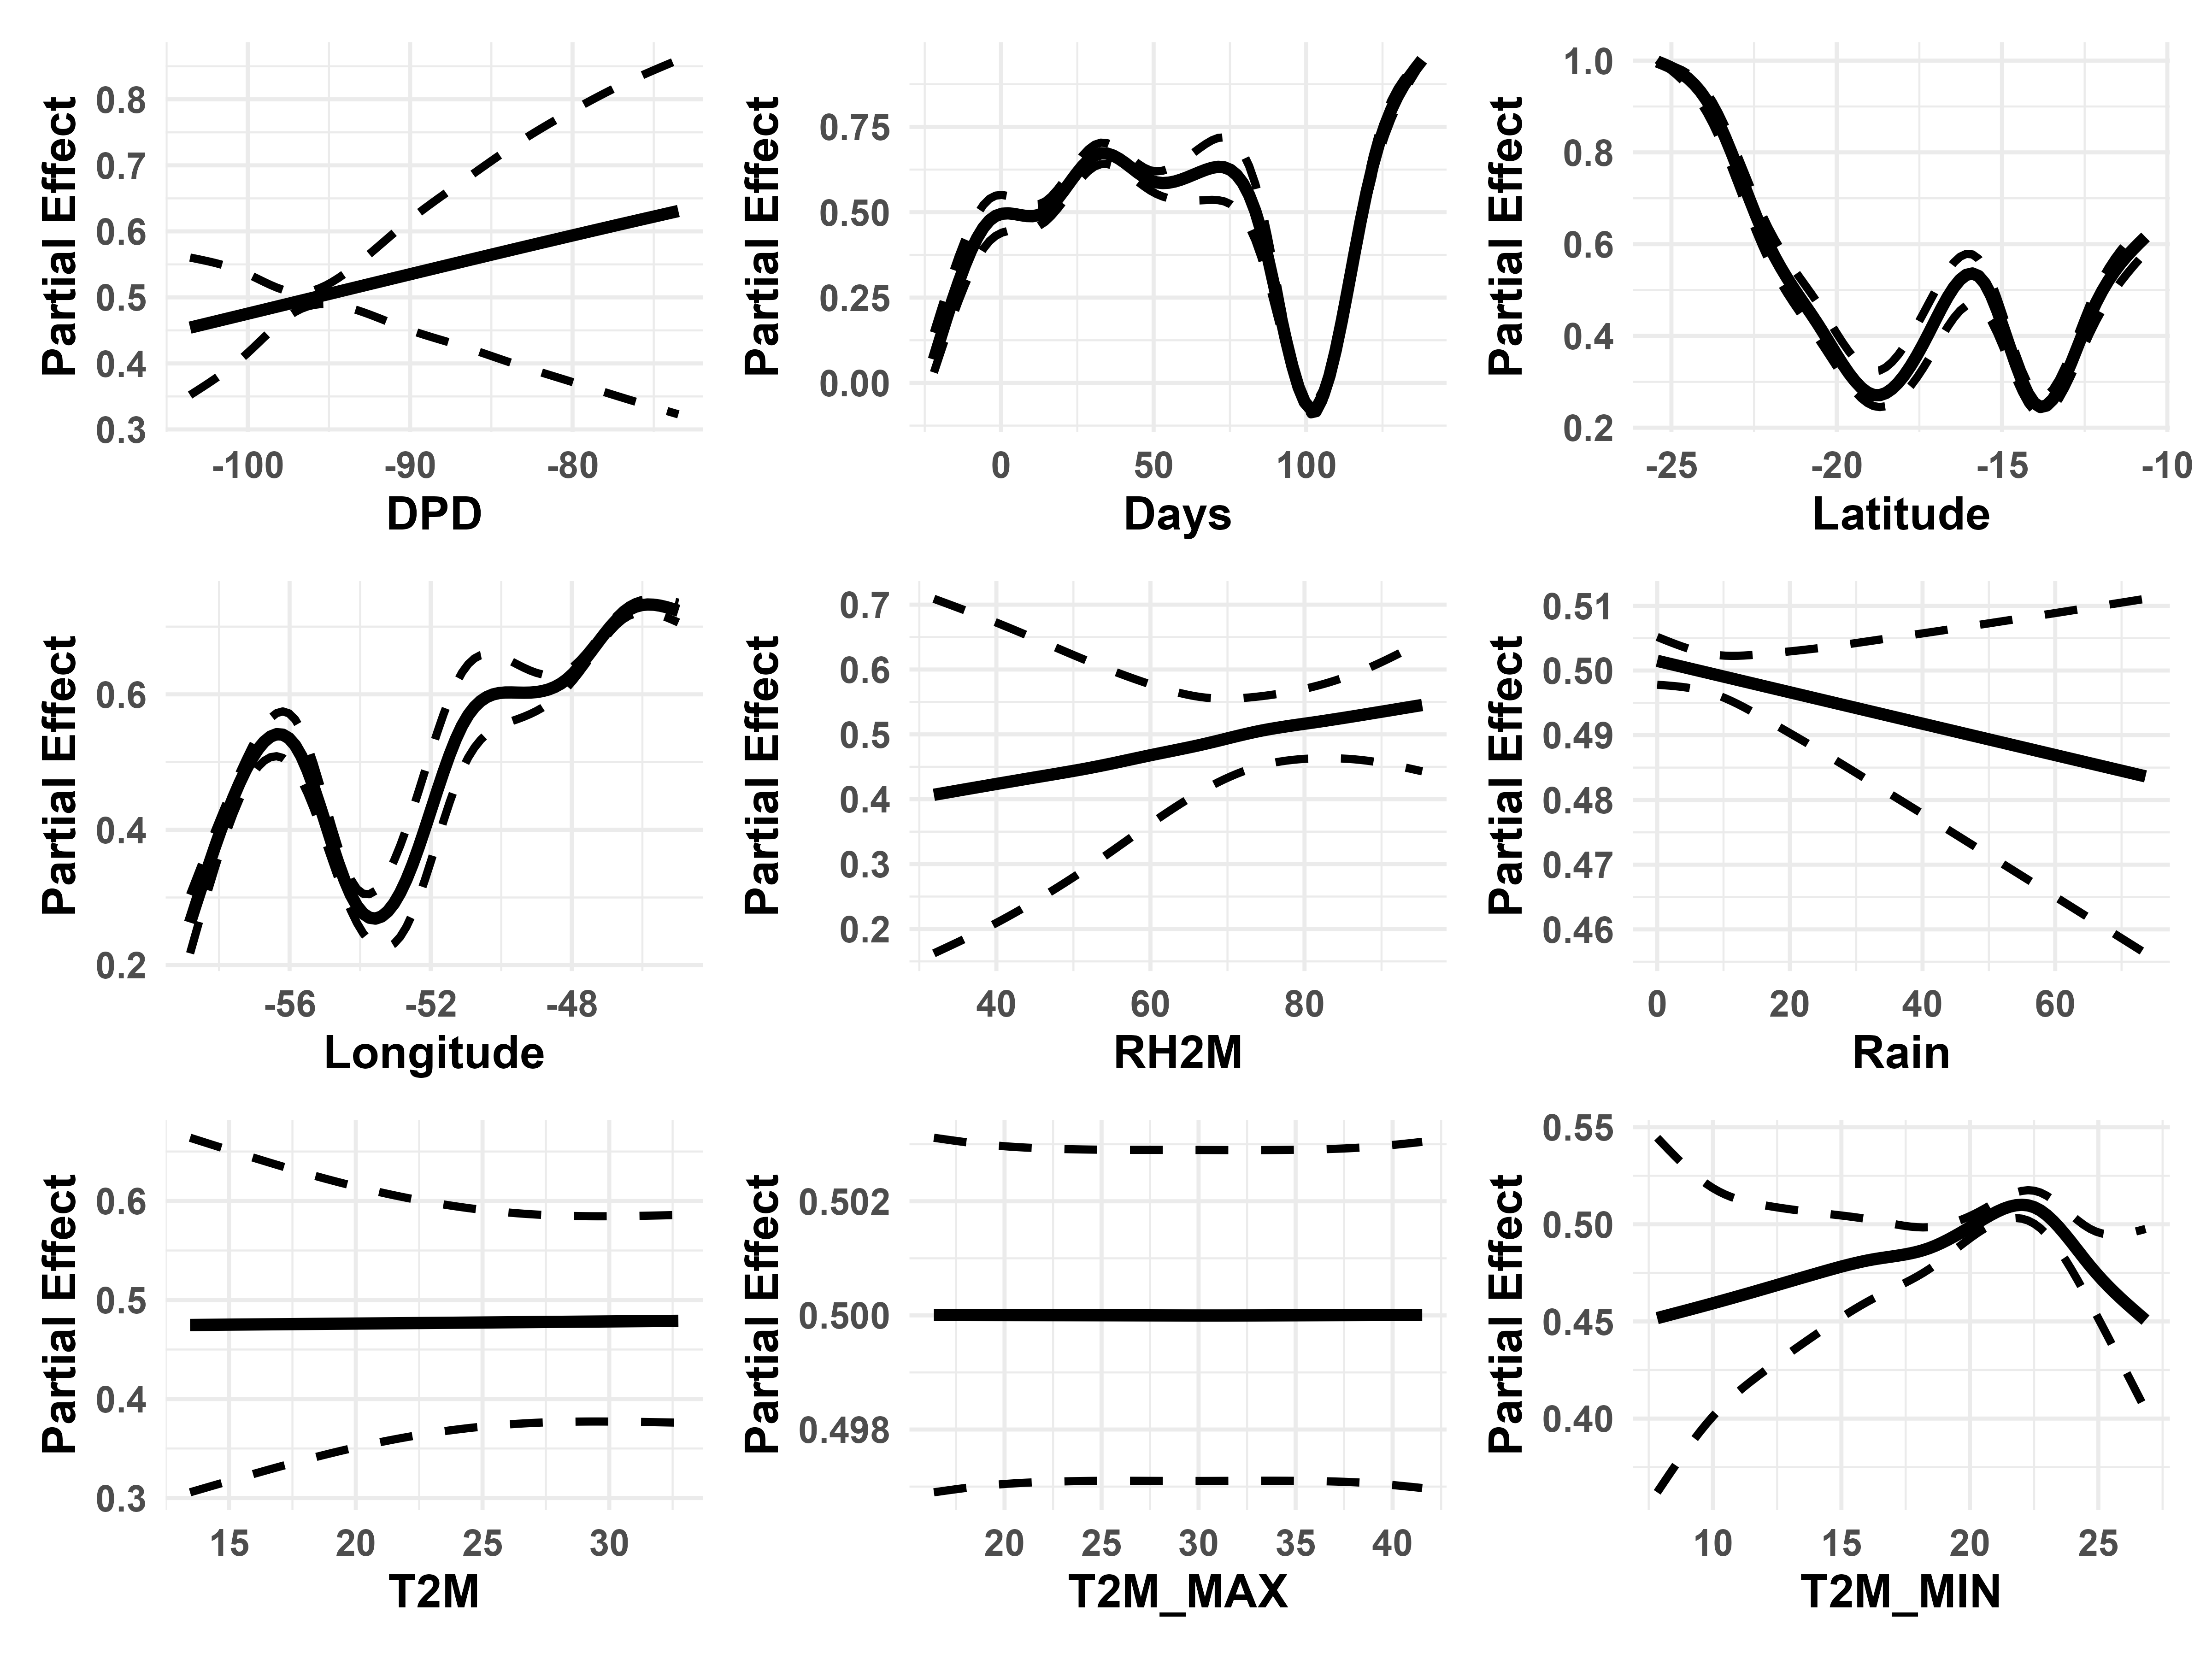 Partial Effect
0.8
0.7
0.6
0.5
0.4
0.3
-100 -90 -80
DPD
Partial Effect
0.75
0.50
0.25
0.00
0 50 100
Days
Partial Effect
1.0
0.8
0.6
0.4
0.2
-25 -20 -15 -10
Latitude
Partial Effect
0.6
0.4
0.2
-56 -52 -48
Longitude
Partial Effect
0.7
0.6
0.5
0.4
0.3
0.2
40 60 80
RH2M
Partial Effect
0.51
0.50
0.49
0.48
0.47
0.46
0 20 40 60
Rain
Partial Effect
0.6
0.5
0.4
0.3
15 20 25 30
T2M
Partial Effect
0.502
0.500
0.498
20 25 30 35 40
T2M_MAX
Partial Effect
0.55
0.50
0.45
0.40
10 15 20 25
T2M_MIN